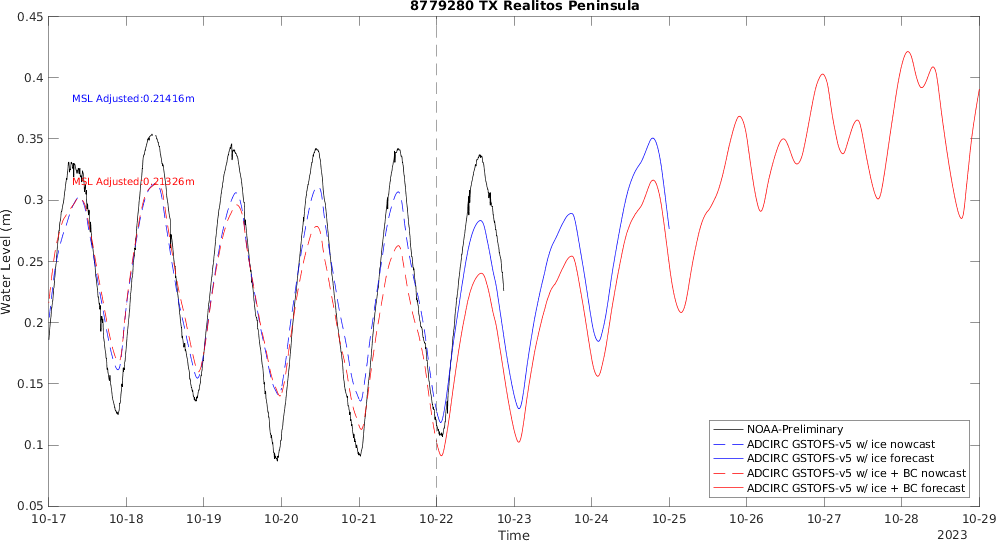 8779280 TX Realitos Peninsula
0.45
0.4
0.35
0.3
0.25
0.2
0.15
0.1
0.05
Water Level (m)
MSL Adjusted:0.21416m
MSL Adjusted:0.21326m
NOAA-Preliminary
ADCIRC GSTOFS-v5 w/ ice nowcast
ADCIRC GSTOFS-v5 w/ ice forecast
ADCIRC GSTOFS-v5 w/ ice + BC nowcast
ADCIRC GSTOFS-v5 w/ ice + BC forecast
10-17 10-18 10-19 10-20 10-21 10-22 10-23 10-24 10-25 10-26 10-27 10-28 10-29
Time
2023